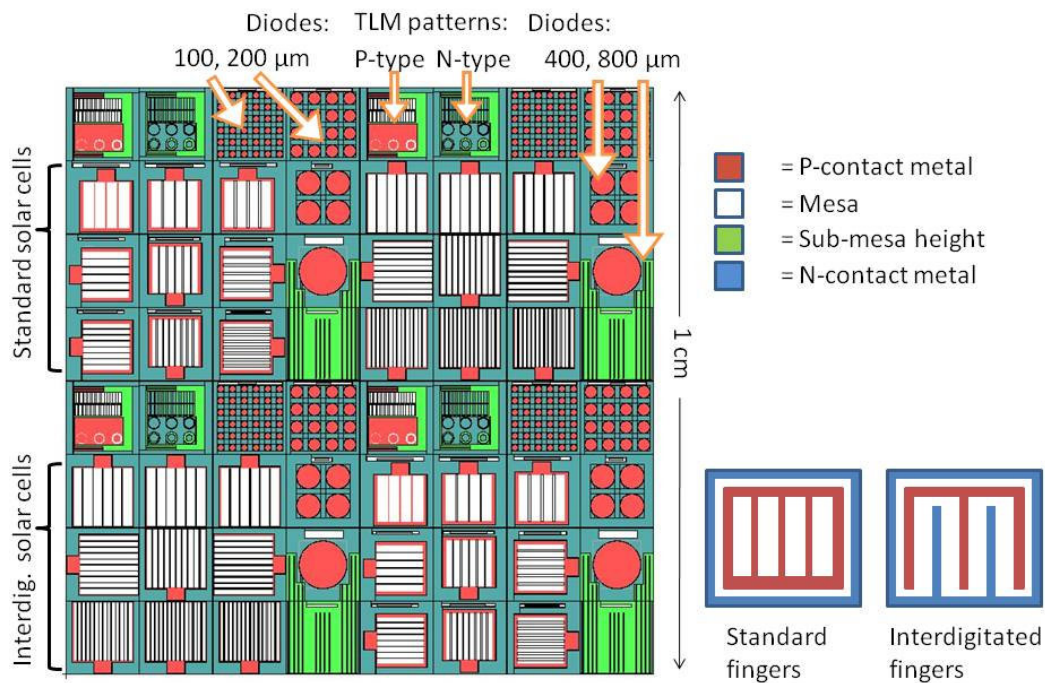 Diodes:
100, 200 µm
TLM patterns:
P-type N-type
Diodes:
400, 800 µm
Standard solar cells
Interdig. solar cells
1 cm
= P-contact metal
= Mesa
= Sub-mesa height
= N-contact metal
Standard
fingers
Interdigitated
fingers